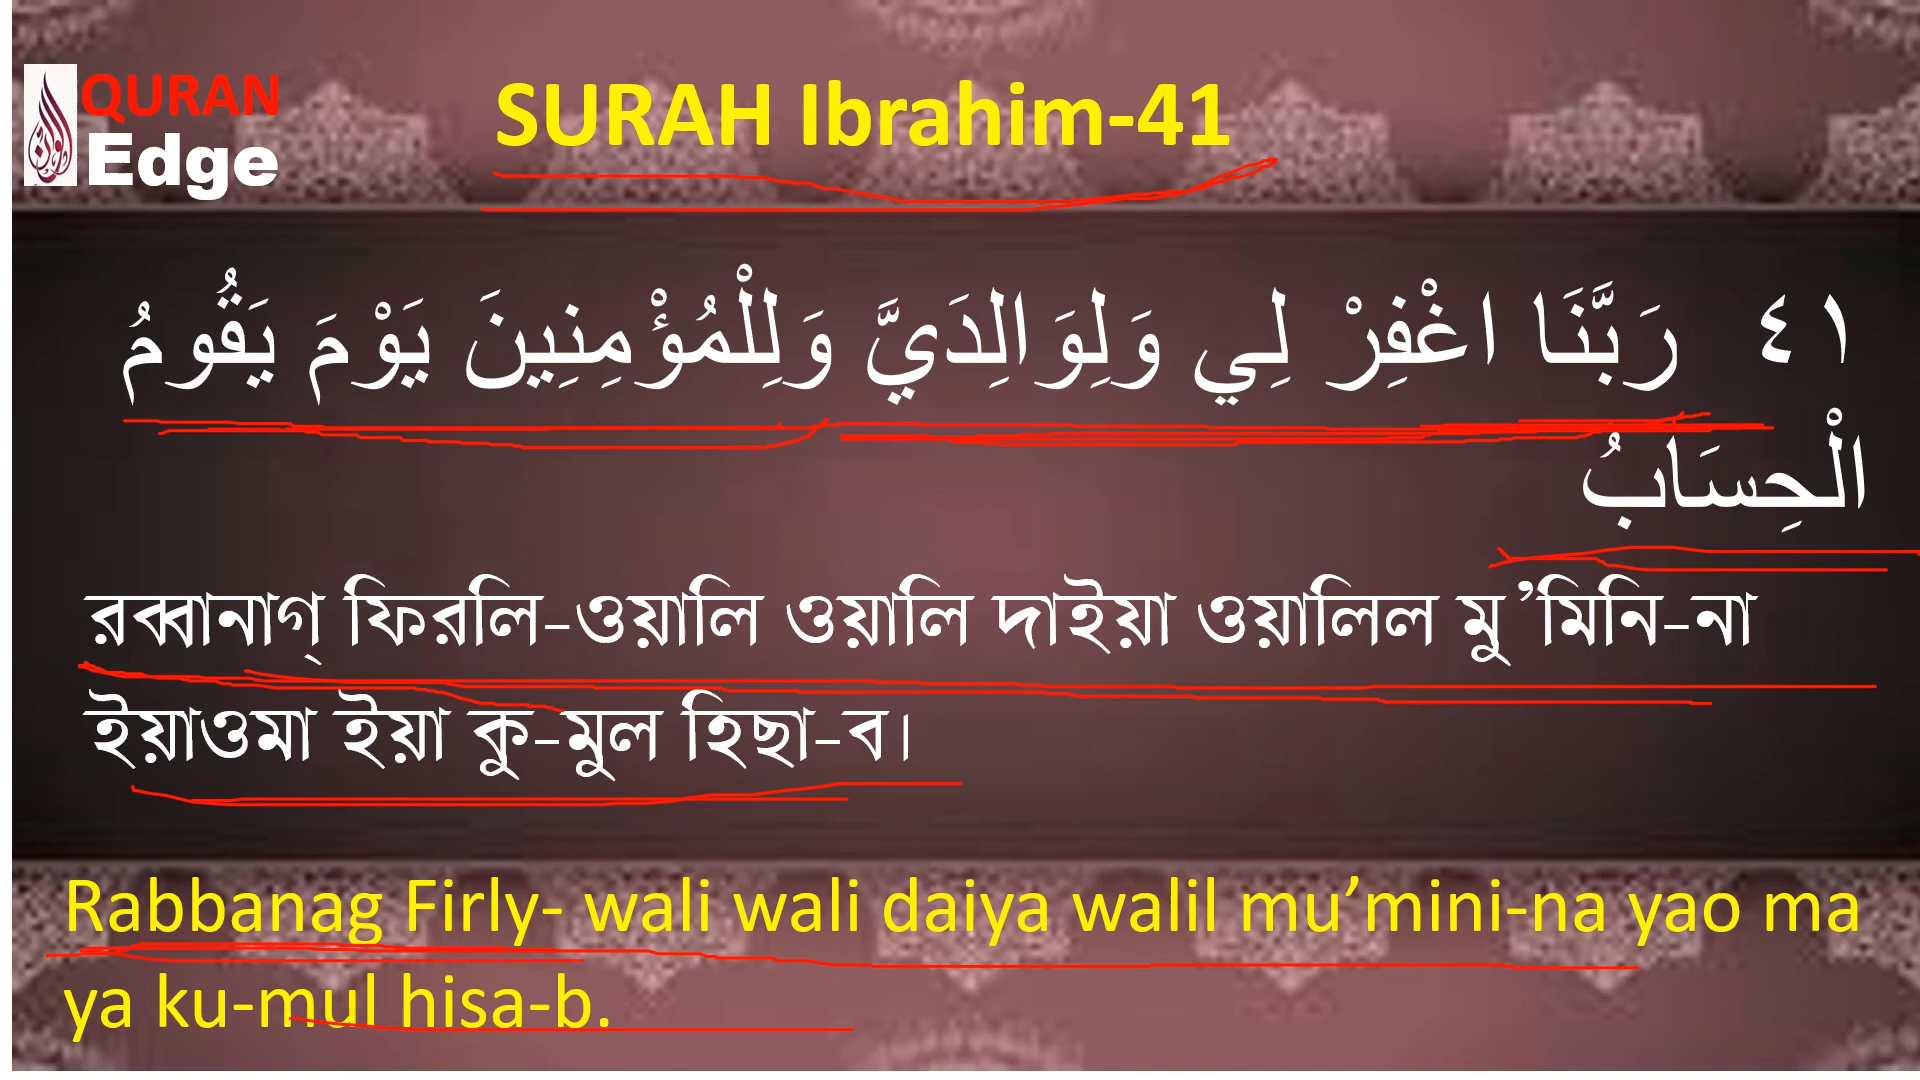 QURAN
Edge
SURAH Ibrahim-41
٤١ رَبَّنَا اغْفِرْ لِي وَلِوَالِدَيَّ وَلِلْمُؤْمِنِينَ يَوْمَ يَقُومُ
الْحِسَابُ
রব্বানাগ্ ফিরলি-ওয়ালি ওয়ালি দাইয়া ওয়ালিল মু’মিনি-না
ইয়াওমা ইয়া কু-মুল হিছা-ব।
Rabbanag Firly- wali wali daiya walil mu’mini-na yao ma
ya ku-mul hisa-b.